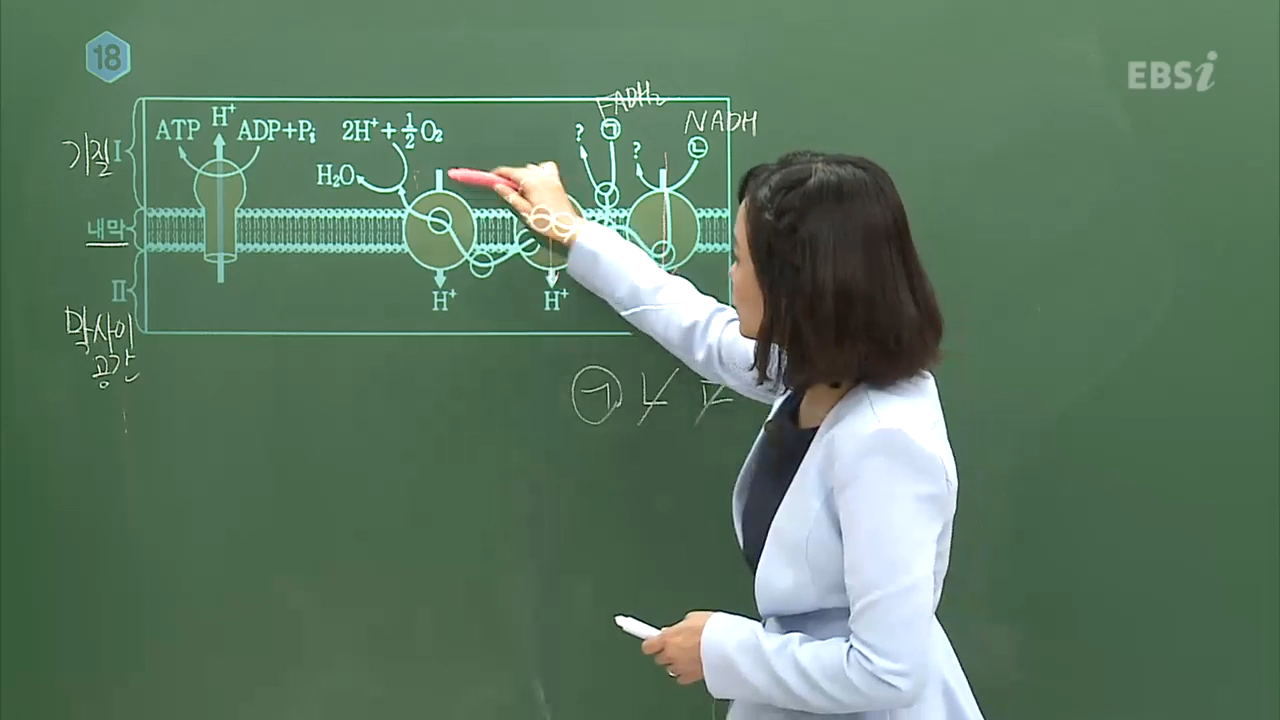 18
EBSi
FADH₂
NADH
H⁺
ATP
ADP+Pᵢ
2H⁺+½O₂
?
㉠
?
㉡
기질 Ⅰ
H₂O
내막
Ⅱ
H⁺
H⁺
막사이
공간
㉠ ㄴ ㄷ